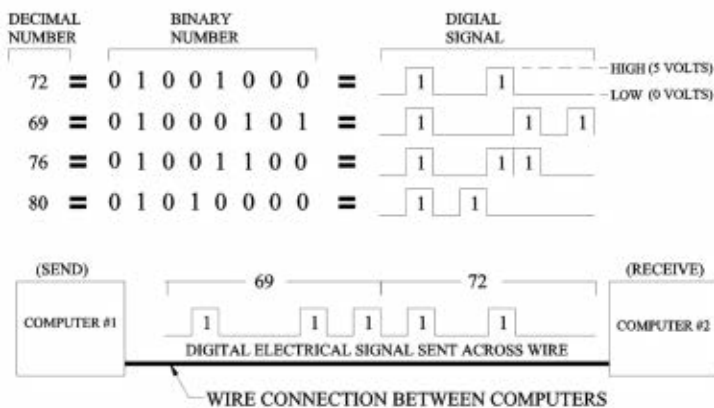 DECIMAL NUMBER
BINARY NUMBER
DIGIAL SIGNAL
72 = 0 1 0 0 1 0 0 0 = 1 1
HIGH (5 VOLTS)
LOW (0 VOLTS)
69 = 0 1 0 0 0 1 0 1 = 1 1 1
76 = 0 1 0 0 1 1 0 0 = 1 1 1
80 = 0 1 0 1 0 0 0 0 = 1 1
(SEND)
69
72
(RECEIVE)
COMPUTER #1
1 1 1 1 1
COMPUTER #2
DIGITAL ELECTRICAL SIGNAL SENT ACROSS WIRE
WIRE CONNECTION BETWEEN COMPUTERS